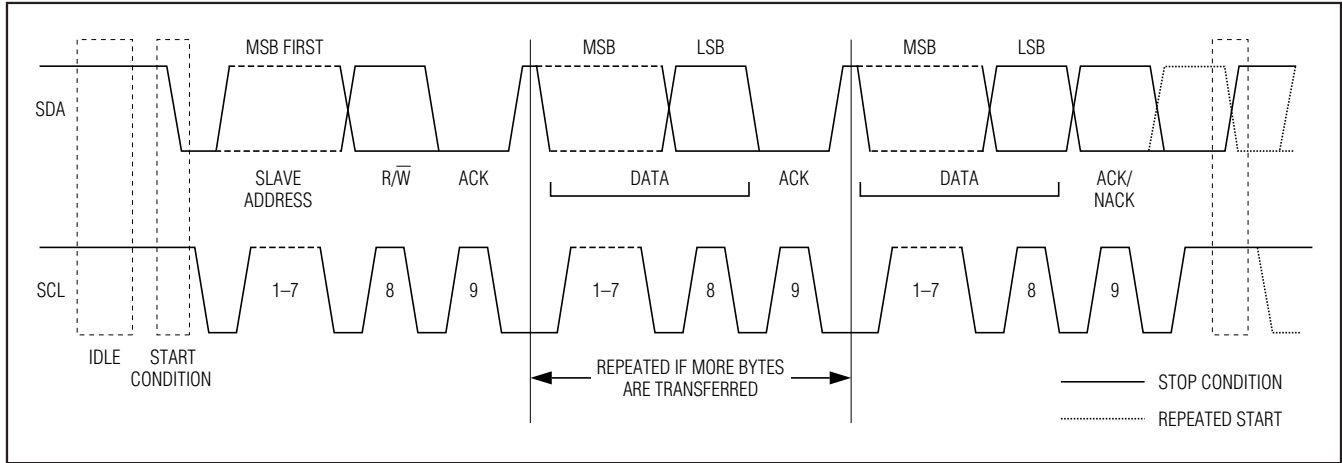 MSB FIRST
MSB
LSB
MSB
LSB
SDA
SLAVE
ADDRESS
R/W̅
ACK
DATA
ACK
DATA
ACK/
NACK
SCL
1–7
8
9
1–7
8
9
1–7
8
9
IDLE
START
CONDITION
REPEATED IF MORE BYTES
ARE TRANSFERRED
STOP CONDITION
REPEATED START